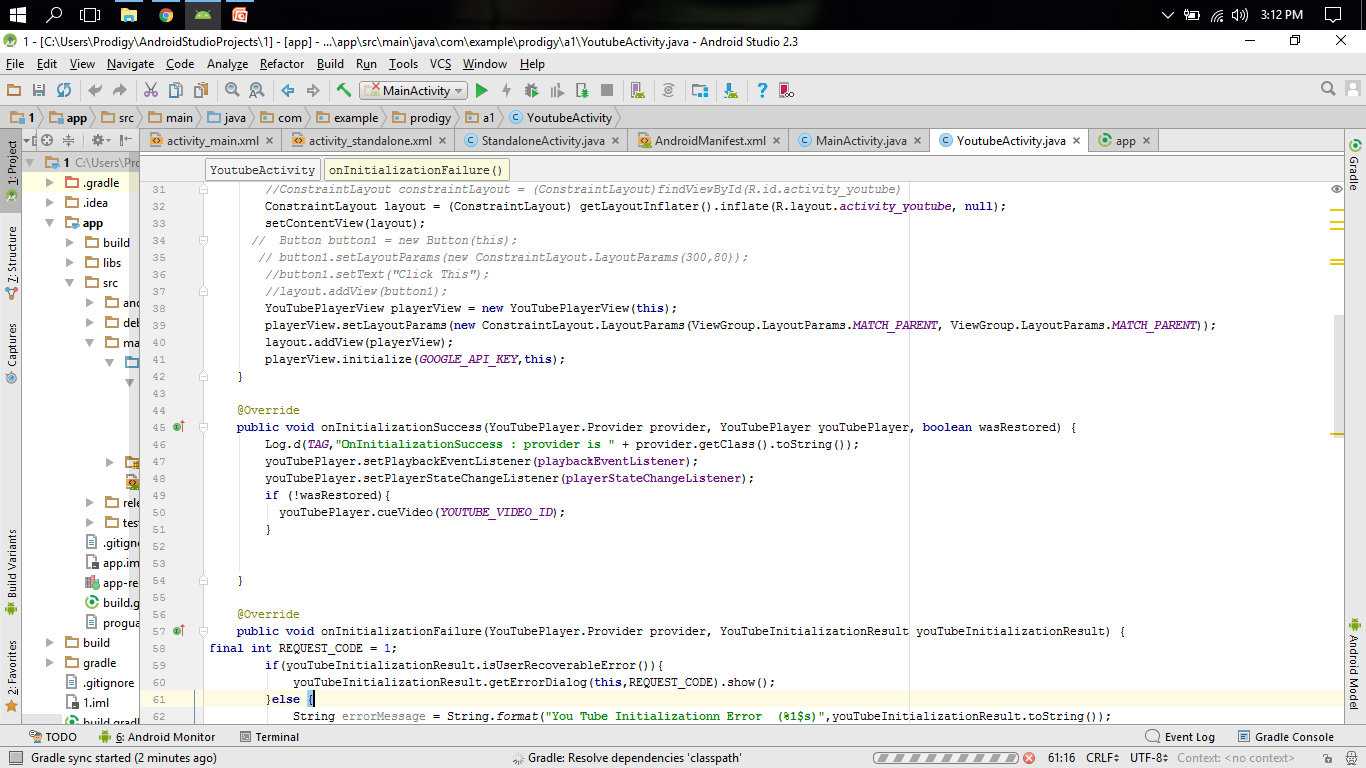 3:12 PM
1 - [C:\Users\Prodigy\AndroidStudioProjects\1] - [app] - ...\app\src\main\java\com\example\prodigy\a1\YoutubeActivity.java - Android Studio 2.3
File Edit View Navigate Code Analyze Refactor Build Run Tools VCS Window Help
MainActivity
1 app src main java com example prodigy a1 YoutubeActivity
activity_main.xml activity_standalone.xml StandaloneActivity.java AndroidManifest.xml MainActivity.java YoutubeActivity.java app
1: Project
7: Structure
Captures
Build Variants
2: Favorites
1 C:\Users\Pro
.gradle
.idea
app
build
libs
src
and
deb
ma
rele
test
.gitigno
app.im
app-re
build.g
progua
build
gradle
.gitignore
1.iml
build.gradl
YoutubeActivity onInitializationFailure()
31 //ConstraintLayout constraintLayout = (ConstraintLayout)findViewById(R.id.activity_youtube)
32 ConstraintLayout layout = (ConstraintLayout) getLayoutInflater().inflate(R.layout.activity_youtube, null);
33 setContentView(layout);
34 // Button button1 = new Button(this);
35 // button1.setLayoutParams(new ConstraintLayout.LayoutParams(300,80));
36 //button1.setText("Click This");
37 //layout.addView(button1);
38 YouTubePlayerView playerView = new YouTubePlayerView(this);
39 playerView.setLayoutParams(new ConstraintLayout.LayoutParams(ViewGroup.LayoutParams.MATCH_PARENT, ViewGroup.LayoutParams.MATCH_PARENT));
40 layout.addView(playerView);
41 playerView.initialize(GOOGLE_API_KEY,this);
42 }
43
44 @Override
45 public void onInitializationSuccess(YouTubePlayer.Provider provider, YouTubePlayer youTubePlayer, boolean wasRestored) {
46 Log.d(TAG,"OnInitializationSuccess : provider is " + provider.getClass().toString());
47 youTubePlayer.setPlaybackEventListener(playbackEventListener);
48 youTubePlayer.setPlayerStateChangeListener(playerStateChangeListener);
49 if (!wasRestored){
50 youTubePlayer.cueVideo(YOUTUBE_VIDEO_ID);
51 }
52
53
54 }
55
56 @Override
57 public void onInitializationFailure(YouTubePlayer.Provider provider, YouTubeInitializationResult youTubeInitializationResult) {
58 final int REQUEST_CODE = 1;
59 if(youTubeInitializationResult.isUserRecoverableError()){
60 youTubeInitializationResult.getErrorDialog(this,REQUEST_CODE).show();
61 }else {
62 String errorMessage = String.format("You Tube Initializationn Error (%1$s)",youTubeInitializationResult.toString());
Gradle
Android Model
TODO 6: Android Monitor Terminal Event Log Gradle Console
Gradle sync started (2 minutes ago) Gradle: Resolve dependencies 'classpath' 61:16 CRLF UTF-8 Context: <no context>